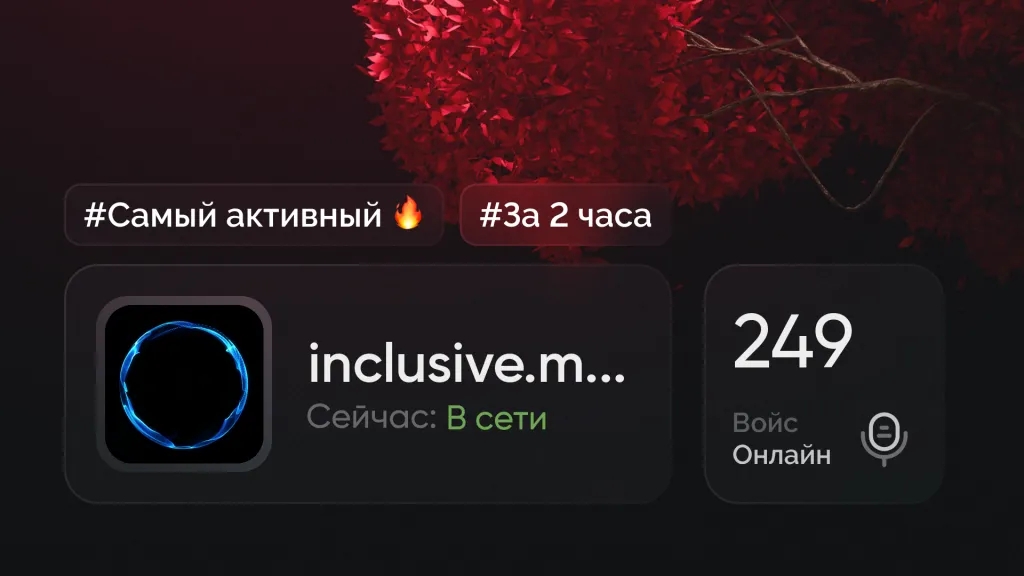 #Самый активный 🔥
#За 2 часа
inclusive.m...
Сейчас: В сети
249
Войс
Онлайн